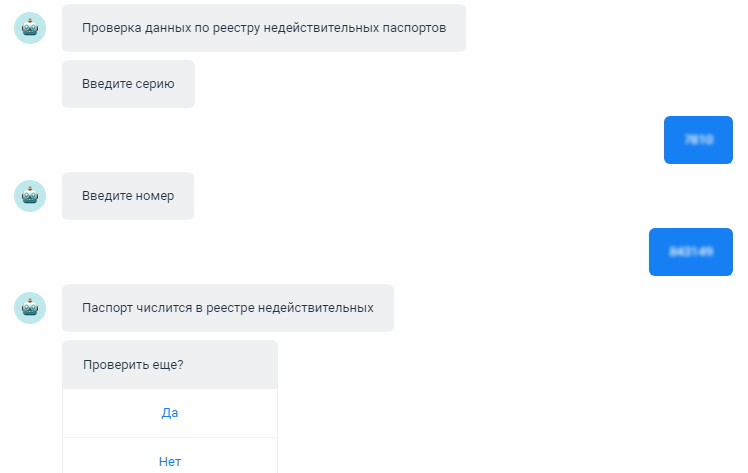 Проверка данных по реестру недействительных паспортов
Введите серию
Введите номер
Паспорт числится в реестре недействительных
Проверить еще?
Да
Нет